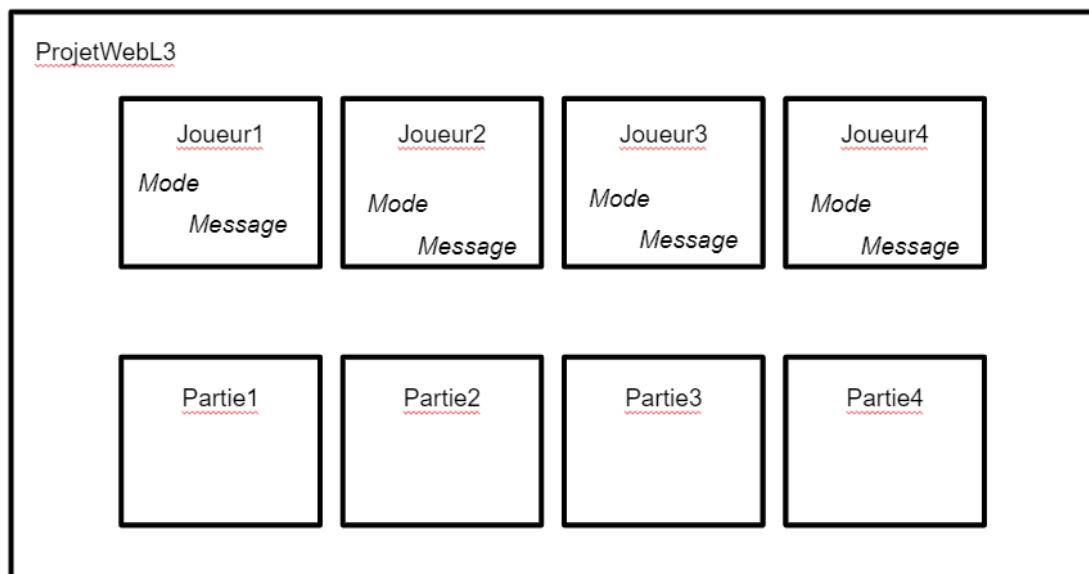 ProjetWebL3
Joueur1
Mode
Message
Joueur2
Mode
Message
Joueur3
Mode
Message
Joueur4
Mode
Message
Partie1
Partie2
Partie3
Partie4